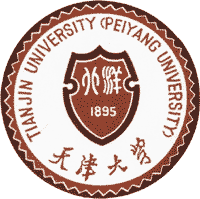 TIANJIN UNIVERSITY (PEIYANG UNIVERSITY)
北洋
1895
天津大学